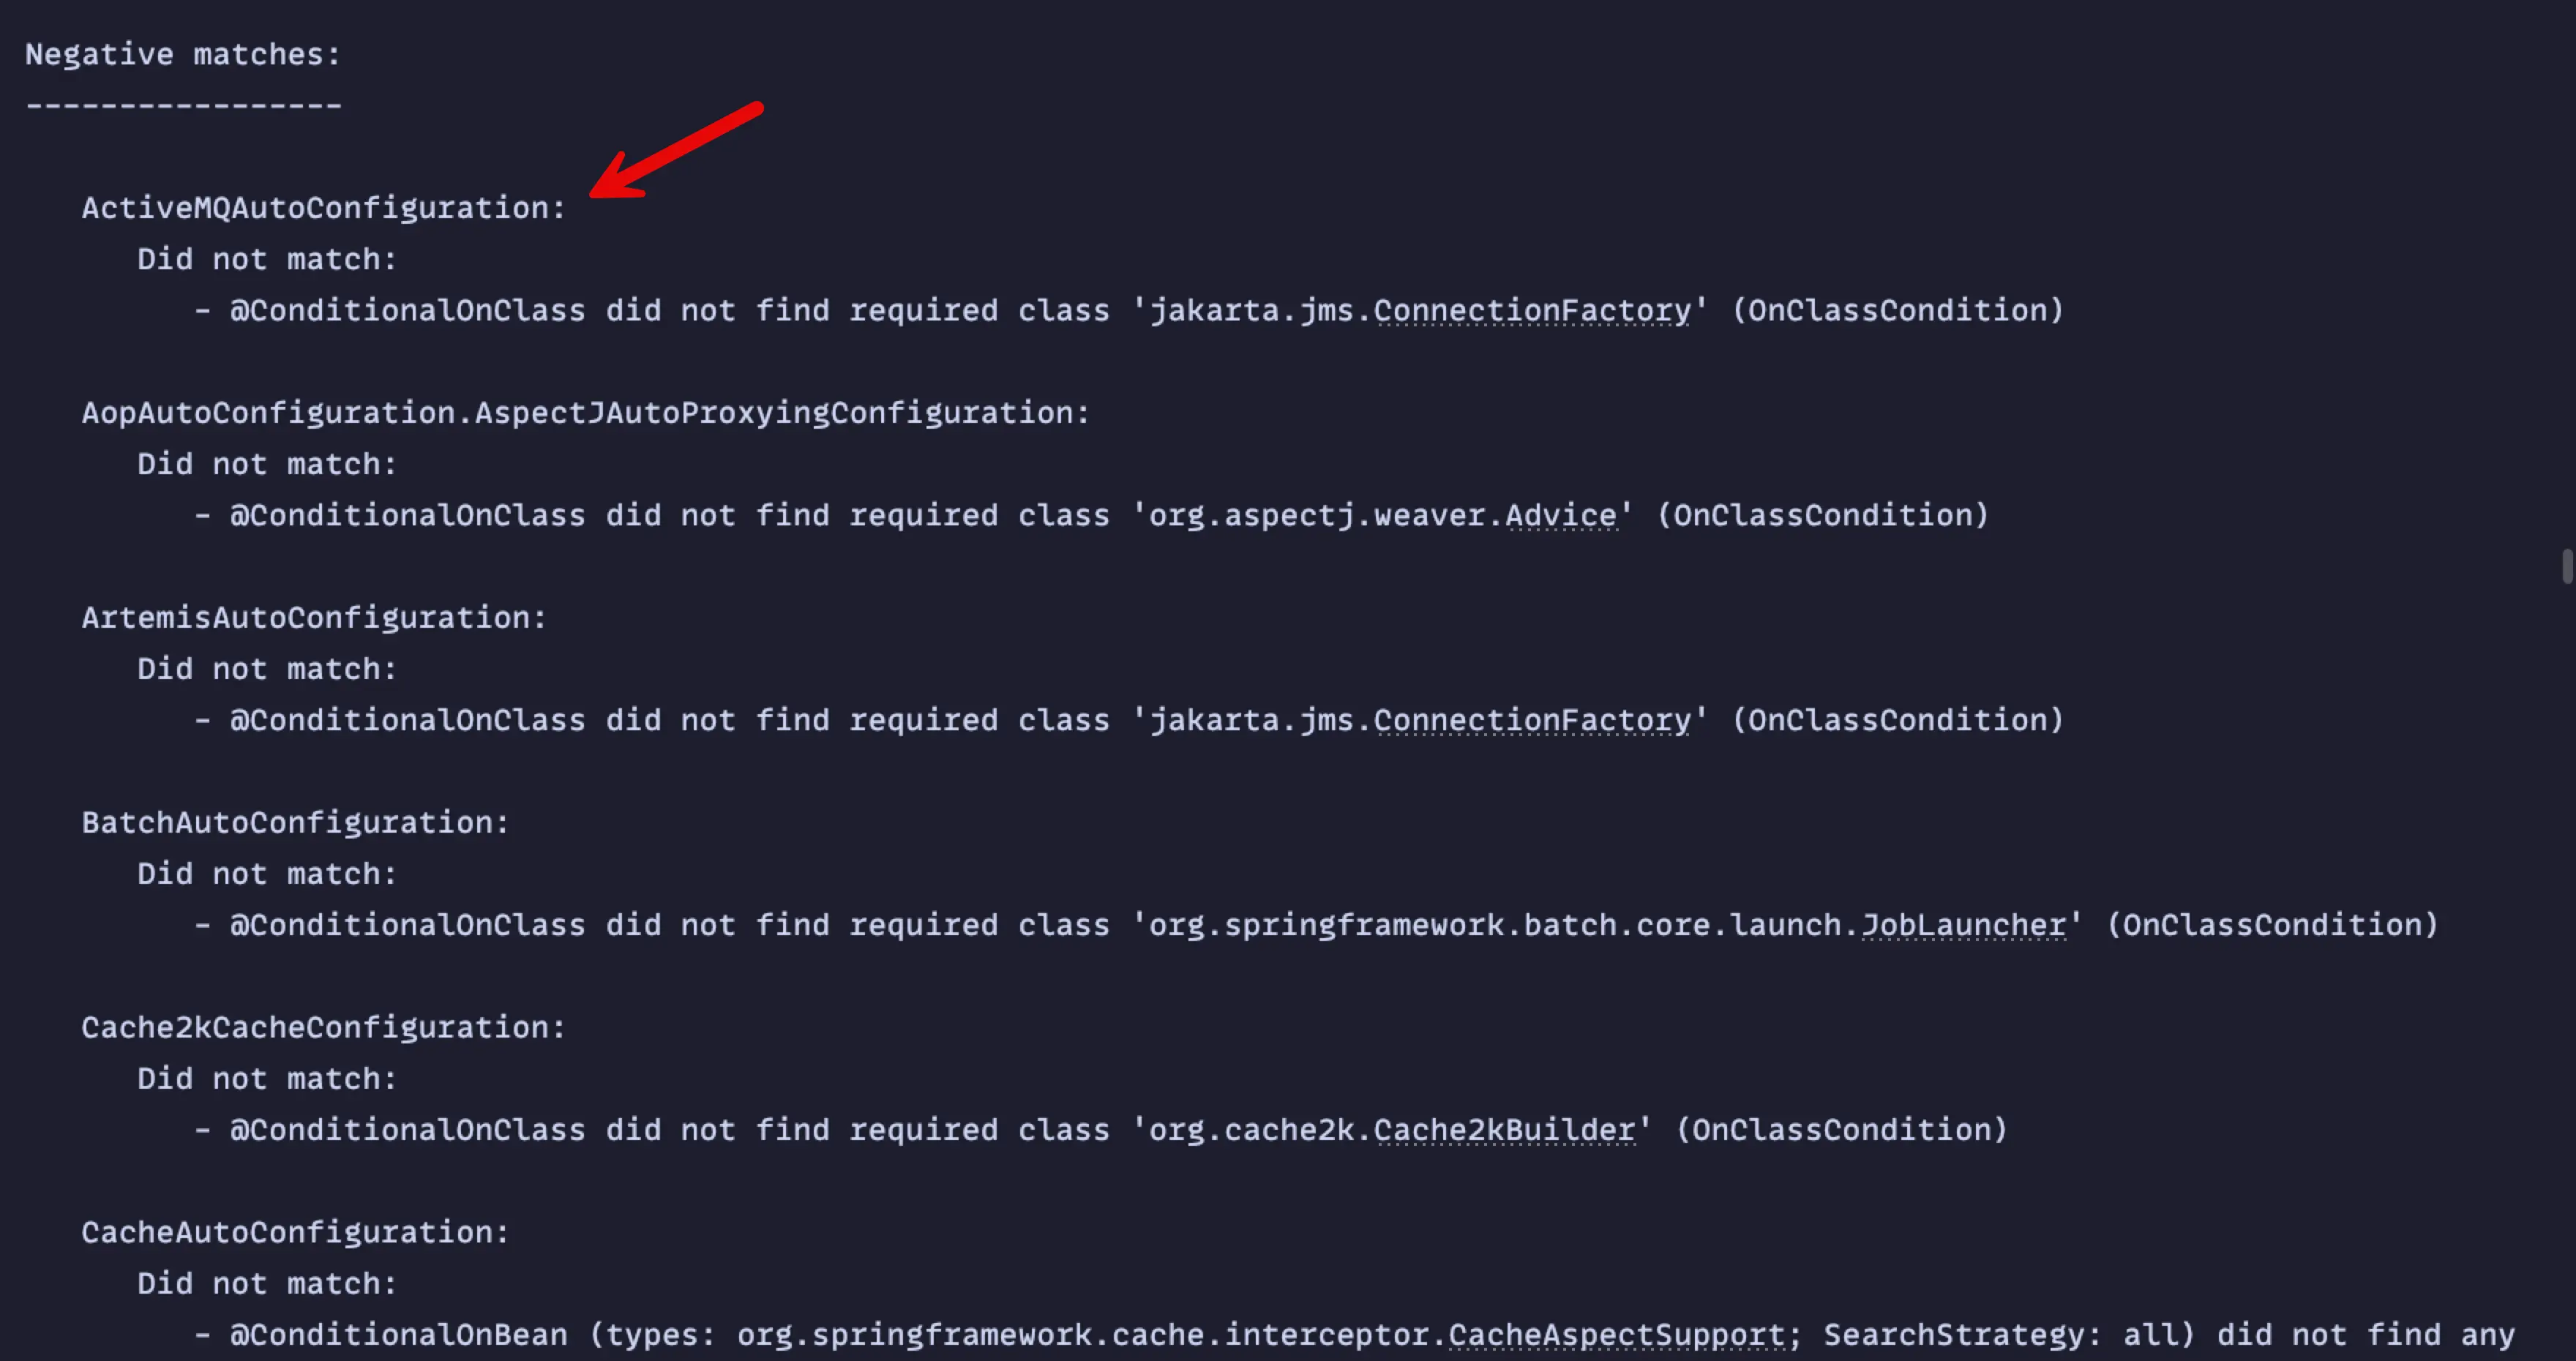 Negative matches:
-----------------
ActiveMQAutoConfiguration:
Did not match:
- @ConditionalOnClass did not find required class 'jakarta.jms.ConnectionFactory' (OnClassCondition)
AopAutoConfiguration.AspectJAutoProxyingConfiguration:
Did not match:
- @ConditionalOnClass did not find required class 'org.aspectj.weaver.Advice' (OnClassCondition)
ArtemisAutoConfiguration:
Did not match:
- @ConditionalOnClass did not find required class 'jakarta.jms.ConnectionFactory' (OnClassCondition)
BatchAutoConfiguration:
Did not match:
- @ConditionalOnClass did not find required class 'org.springframework.batch.core.launch.JobLauncher' (OnClassCondition)
Cache2kCacheConfiguration:
Did not match:
- @ConditionalOnClass did not find required class 'org.cache2k.Cache2kBuilder' (OnClassCondition)
CacheAutoConfiguration:
Did not match:
- @ConditionalOnBean (types: org.springframework.cache.interceptor.CacheAspectSupport; SearchStrategy: all) did not find any